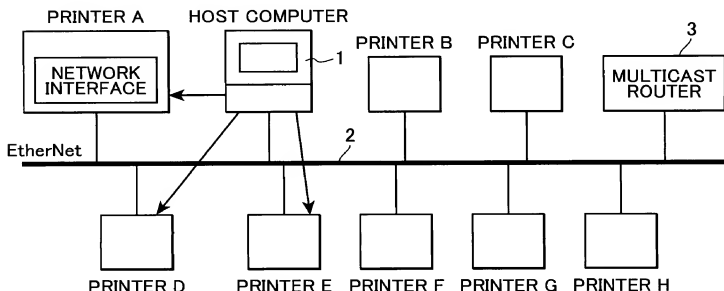 PRINTER A
HOST COMPUTER
NETWORK
INTERFACE
1
PRINTER B
PRINTER C
3
MULTICAST
ROUTER
EtherNet
2
PRINTER D
PRINTER E
PRINTER F
PRINTER G
PRINTER H